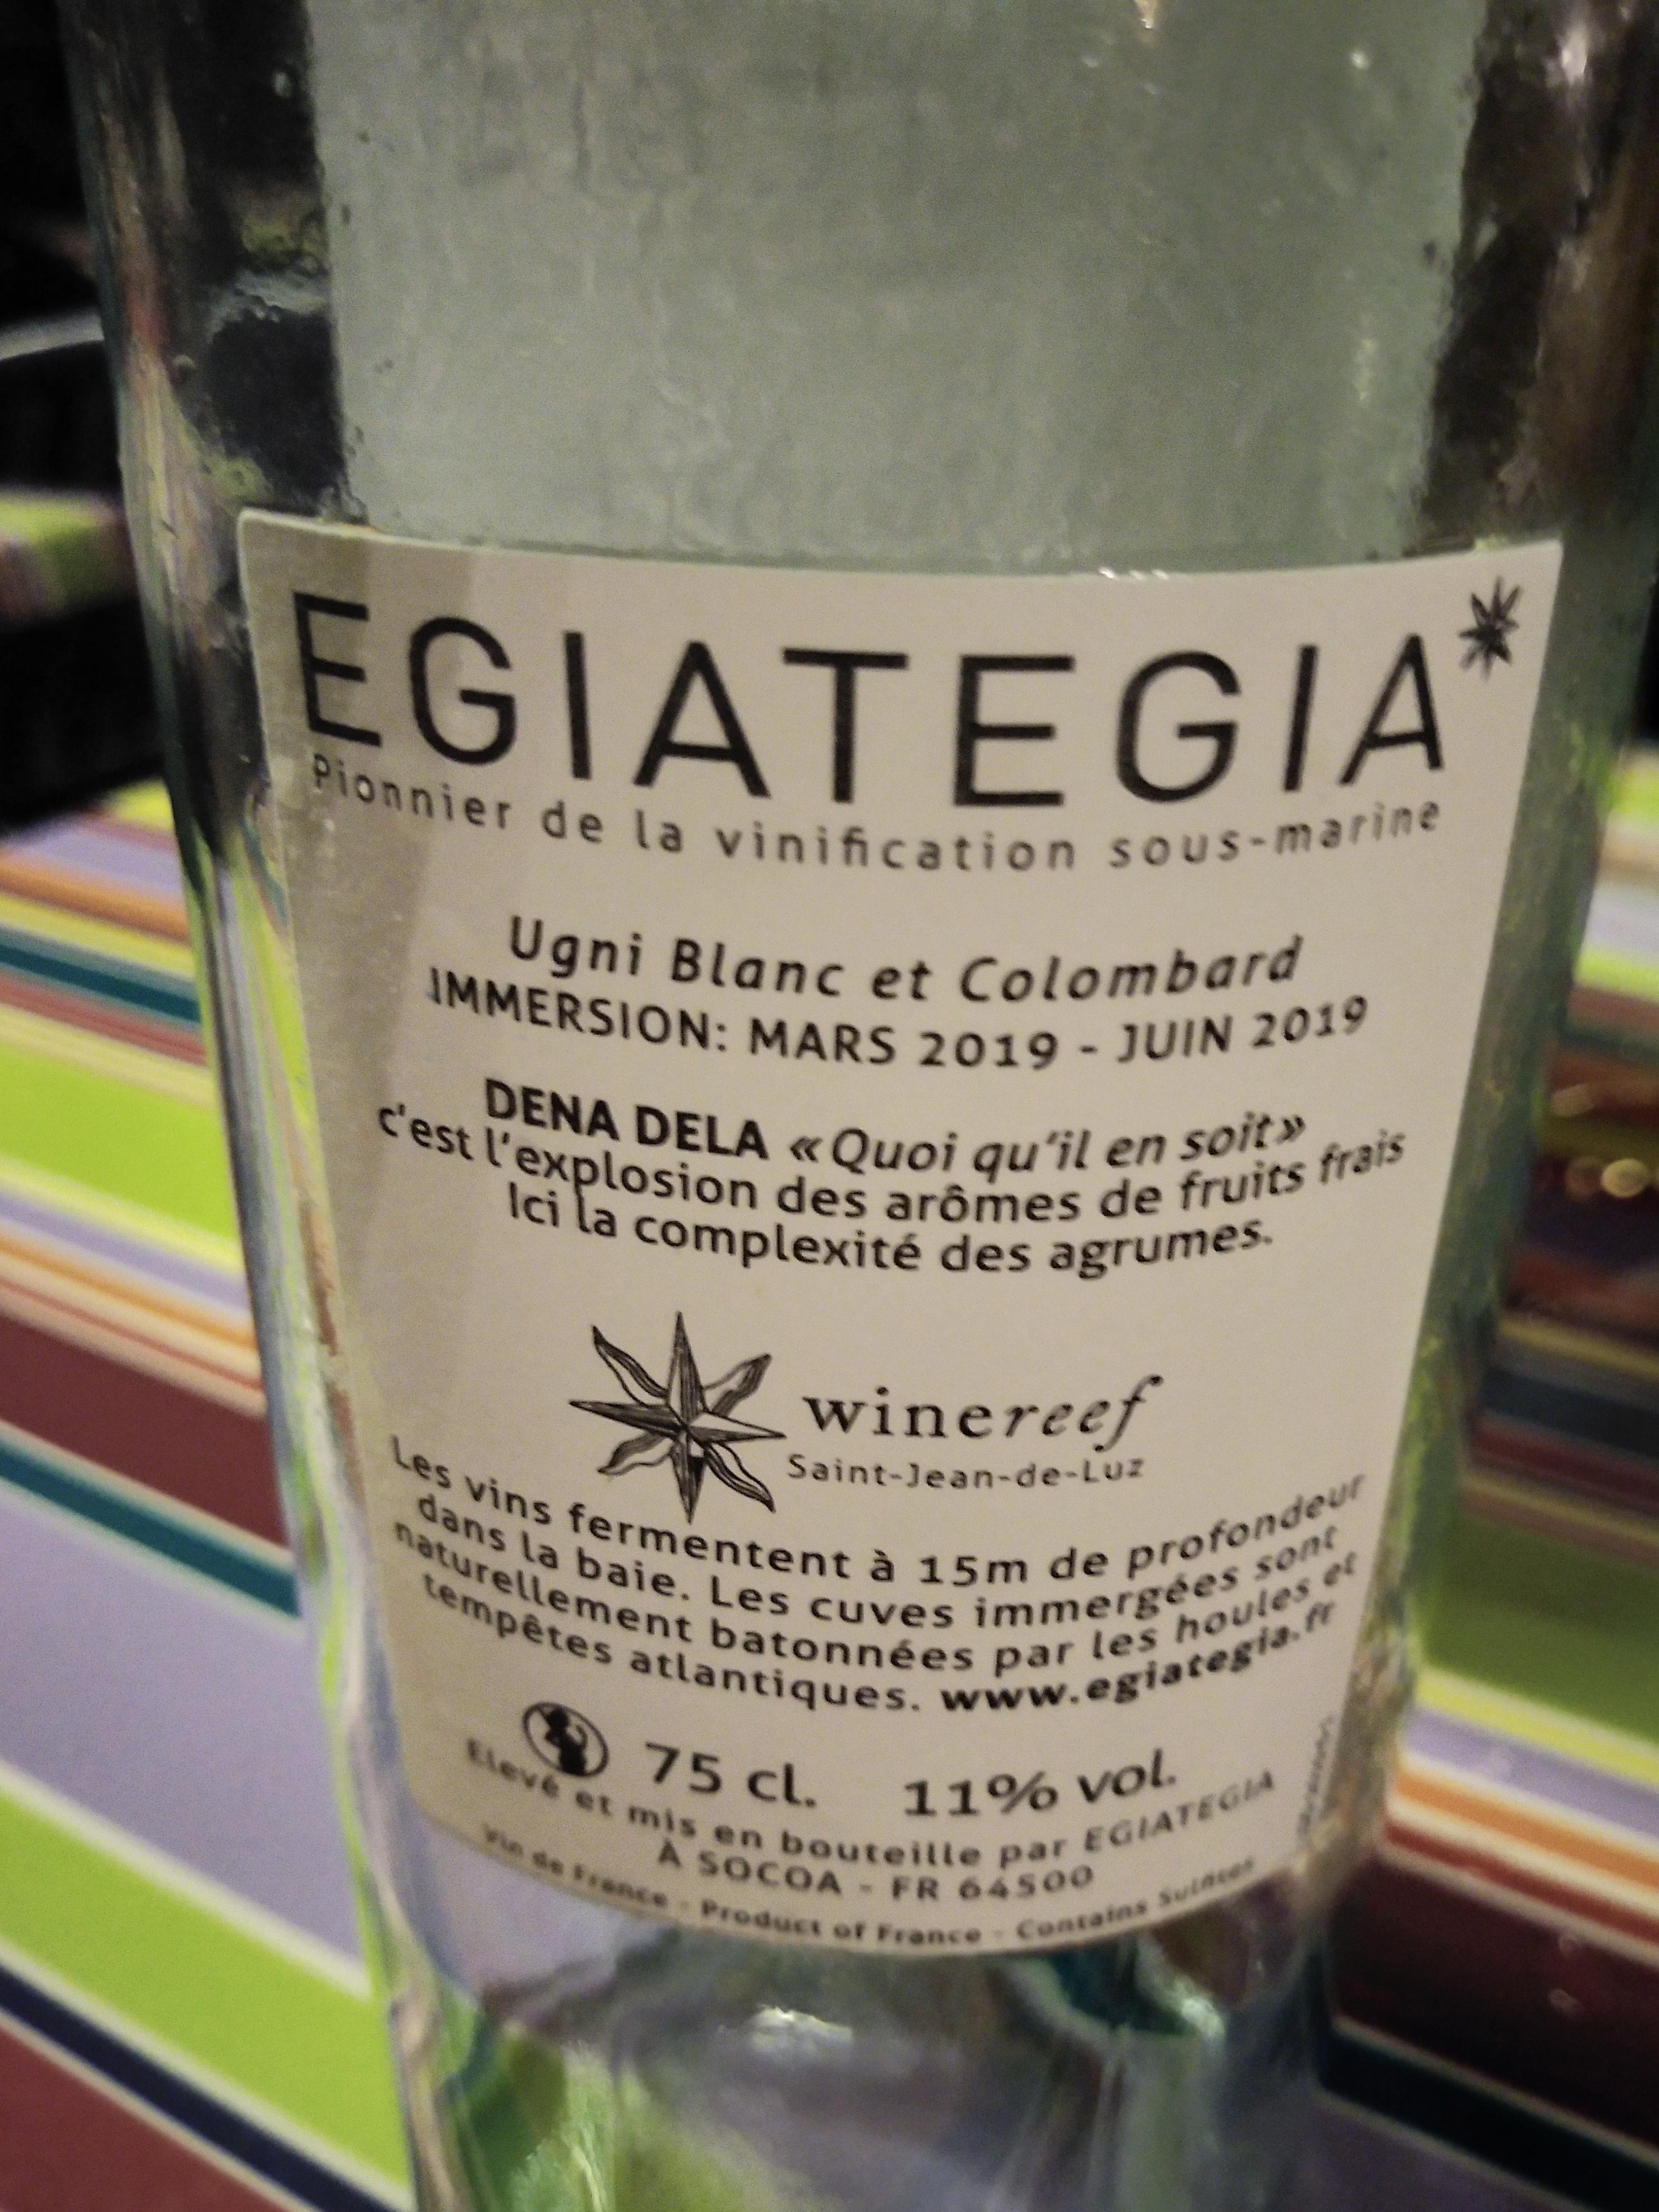 EGIATEGIA
Pionnier de la vinification sous-marine
Ugni Blanc et Colombard
IMMERSION: MARS 2019 - JUIN 2019
DENA DELA «Quoi qu'il en soit»
c'est l'explosion des arômes de fruits frais
Ici la complexité des agrumes.
winereef
Saint-Jean-de-Luz
Les vins fermentent à 15m de profondeur
dans la baie. Les cuves immergées sont
naturellement batonnées par les houles et
tempêtes atlantiques. www.egiategia.fr
75 cl. 11% vol.
Elevé et mis en bouteille par EGIATEGIA
À SOCOA - FR 64500
Vin de France - Product of France - Contains Sulfites